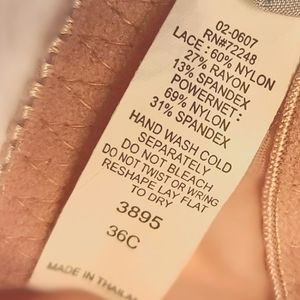 02-0607
RN#72248
LACE: 60% NYLON
27% RAYON
13% SPANDEX
POWERNET:
69% NYLON
31% SPANDEX
HAND WASH COLD
SEPARATELY
DO NOT BLEACH
DO NOT TWIST OR WRING
RESHAPE LAY FLAT
TO DRY
3895
36C
MADE IN THAILAND